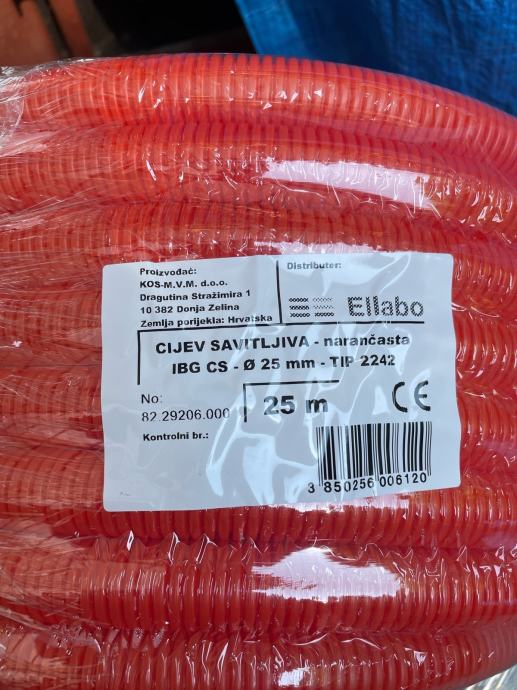 Proizvođač:
KOS-M.V.M. d.o.o.
Dragutina Stražimira 1
10 382 Donja Zelina
Zemlja porijekla: Hrvatska
Distributer:
Ellabo
CIJEV SAVITLJIVA - narančasta
IBG CS - Ø 25 mm - TIP 2242
No:
82.29206.000
25 m
CE
Kontrolni br.:
3 850256 006120